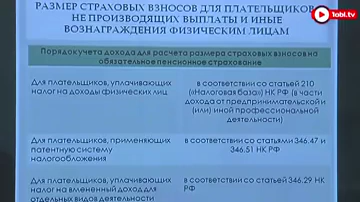 1obl.tv
РАЗМЕР СТРАХОВЫХ ВЗНОСОВ ДЛЯ ПЛАТЕЛЬЩИКОВ,
НЕ ПРОИЗВОДЯЩИХ ВЫПЛАТЫ И ИНЫЕ
ВОЗНАГРАЖДЕНИЯ ФИЗИЧЕСКИМ ЛИЦАМ
Порядок учета дохода для расчета размера страховых взносов на
обязательное пенсионное страхование
Для плательщиков, уплачивающих
налог на доходы физических лиц
в соответствии со статьей 210
(«Налоговая база») НК РФ (в части
дохода от предпринимательской и
(или) иной профессиональной
деятельности)
Для плательщиков, применяющих
патентную систему
налогообложения
в соответствии со статьями 346.47 и
346.51 НК РФ
Для плательщиков, уплачивающих
налог на вмененный доход для
отдельных видов деятельности
в соответствии со статьей 346.29 НК
РФ